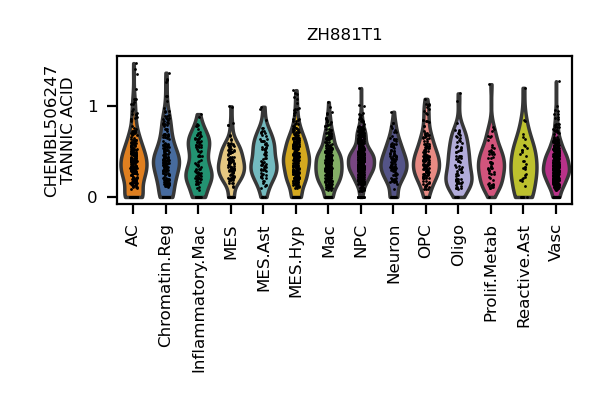 ZH881T1
CHEMBL506247
TANNIC ACID
1
0
AC
Chromatin.Reg
Inflammatory.Mac
MES
MES.Ast
MES.Hyp
Mac
NPC
Neuron
OPC
Oligo
Prolif.Metab
Reactive.Ast
Vasc